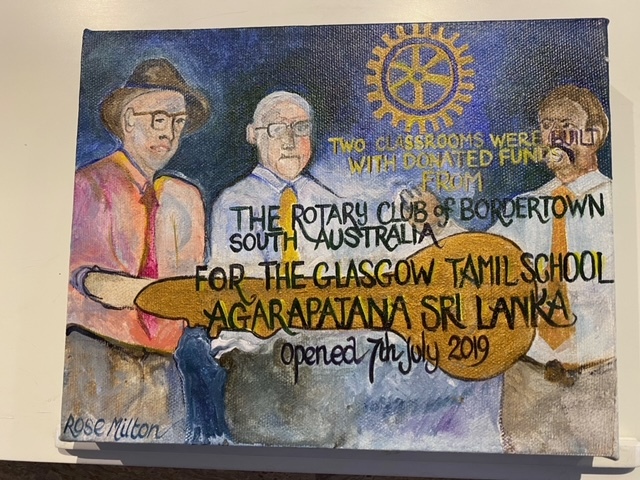 TWO CLASSROOMS WERE BUILT
WITH DONATED FUNDS
FROM
THE ROTARY CLUB of BORDERTOWN
SOUTH AUSTRALIA
FOR THE GLASGOW TAMIL SCHOOL
AGARAPATANA SRI LANKA
opened 7th july 2019
Rose Milton